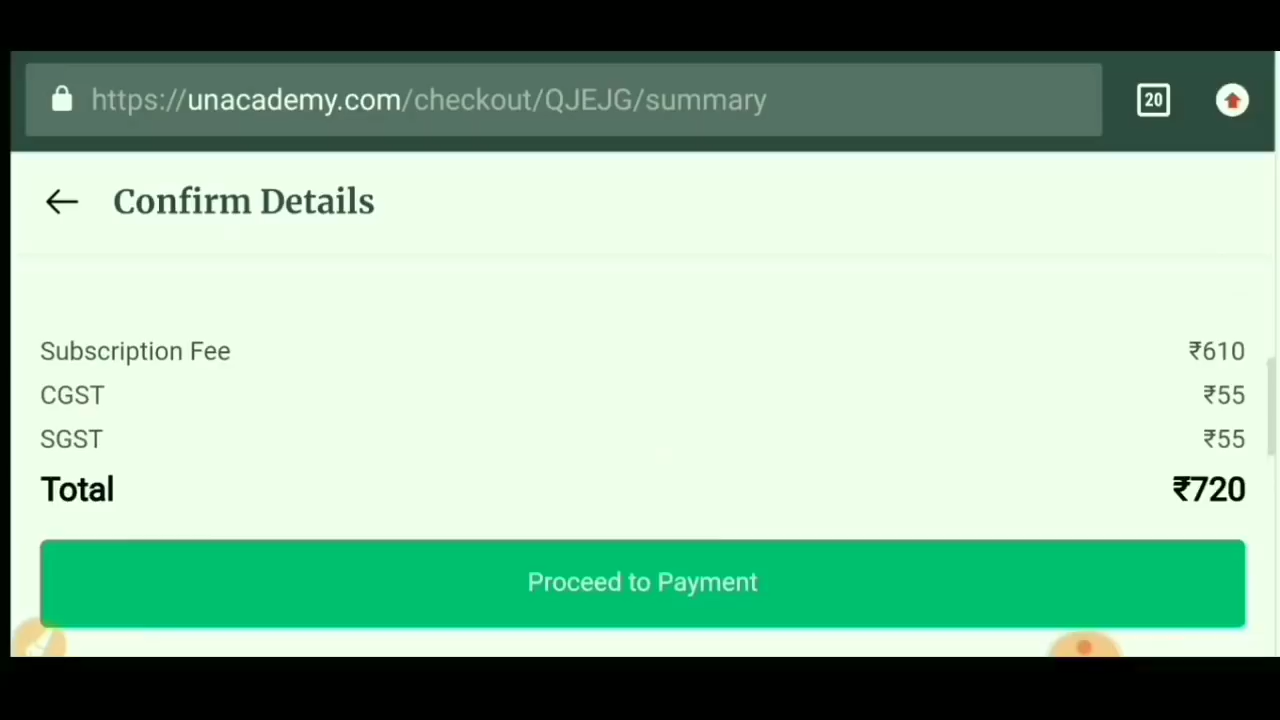 https://unacademy.com/checkout/QJEJG/summary
20
Confirm Details
Subscription Fee ₹610
CGST ₹55
SGST ₹55
Total ₹720
Proceed to Payment